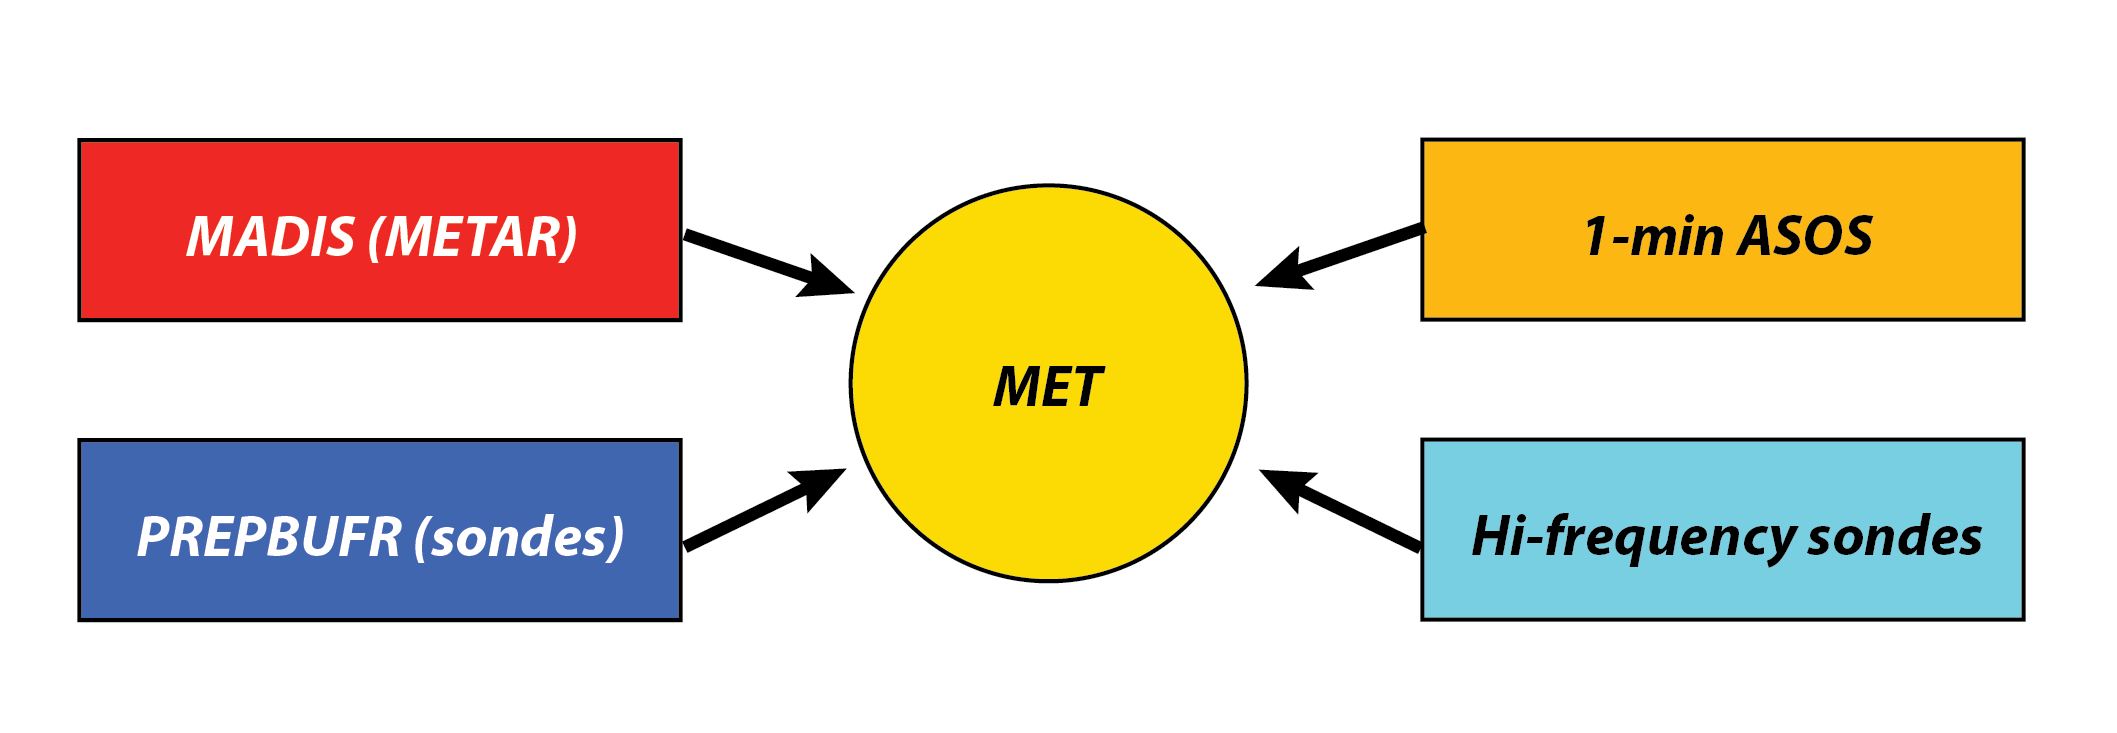 MADIS (METAR)
1-min ASOS
MET
PREPBUFR (sondes)
Hi-frequency sondes